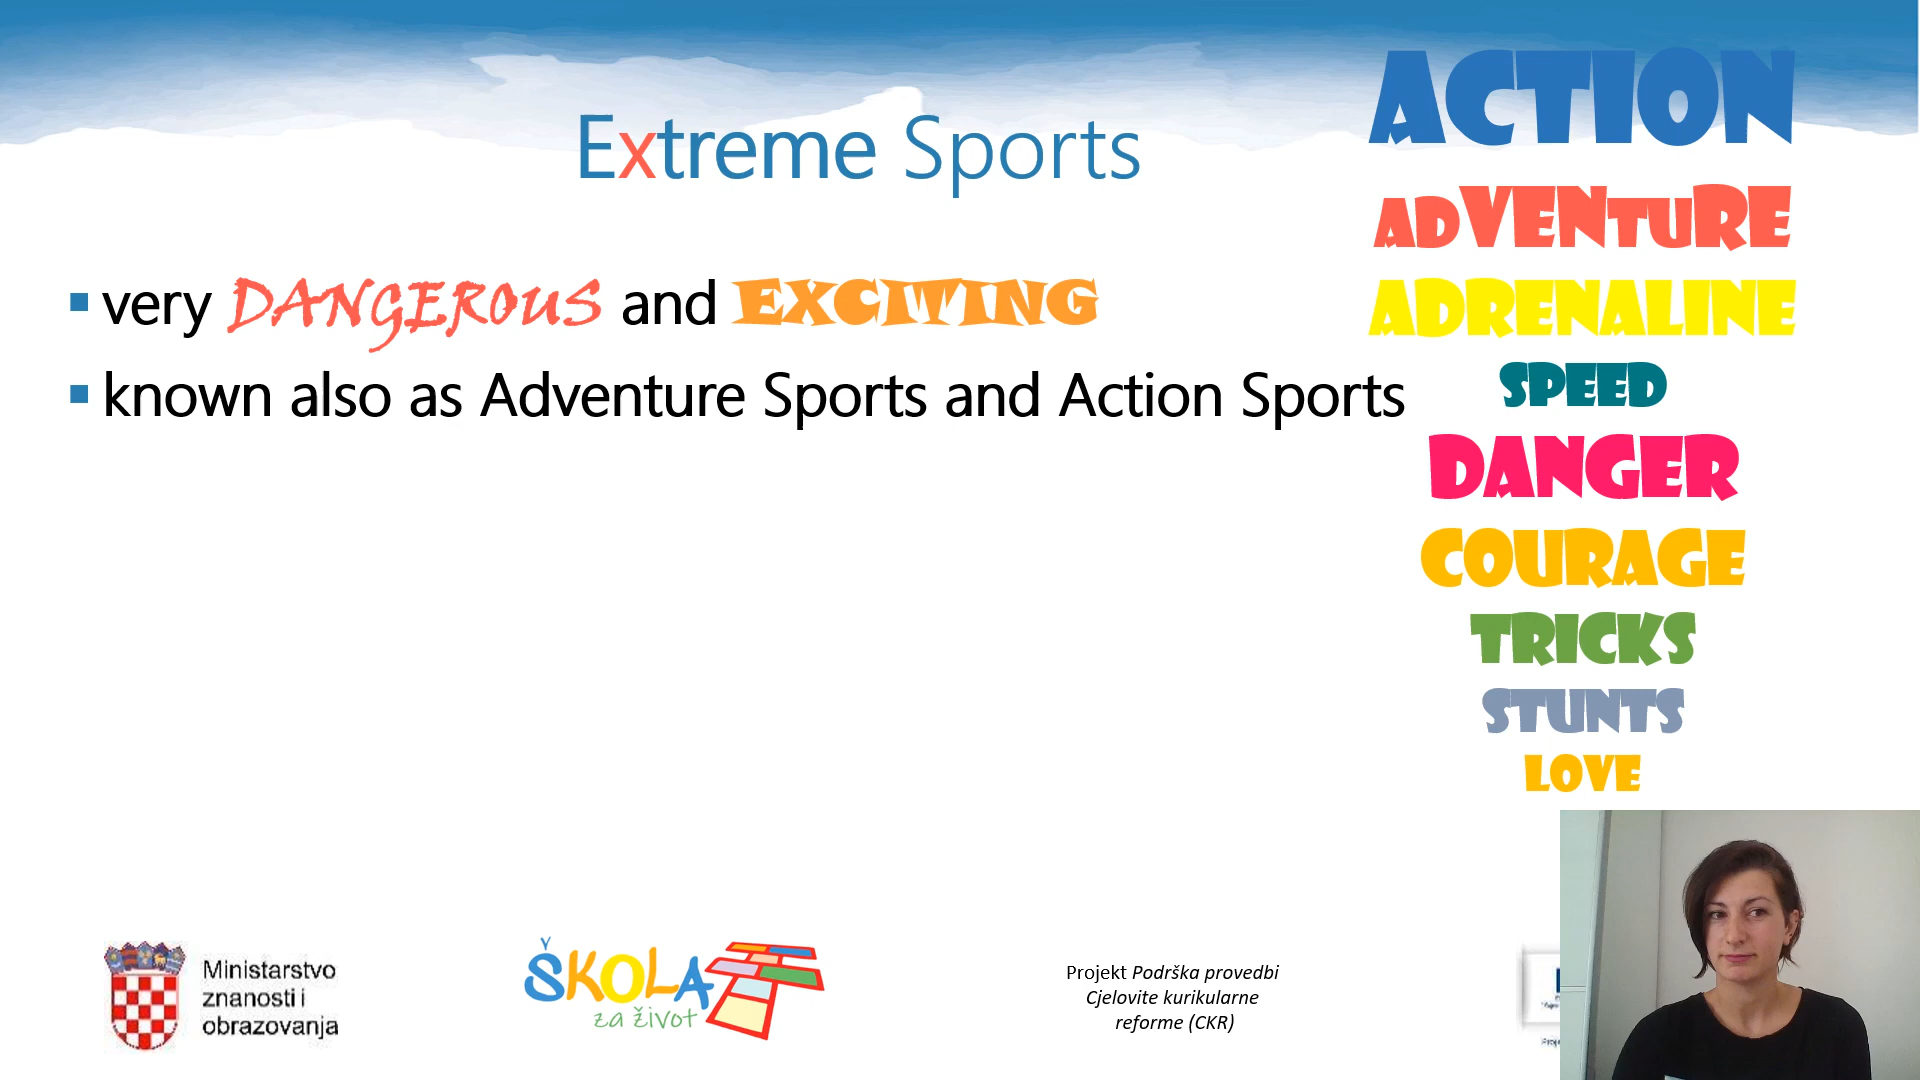 Extreme Sports
very DANGEROUS and EXCITING
known also as Adventure Sports and Action Sports
ACTION
ADVENTURE
ADRENALINE
SPEED
DANGER
COURAGE
TRICKS
STUNTS
LOVE
Ministarstvo
znanosti i
obrazovanja
ŠKOLA
za život
Projekt Podrška provedbi
Cjelovite kurikularne
reforme (CKR)